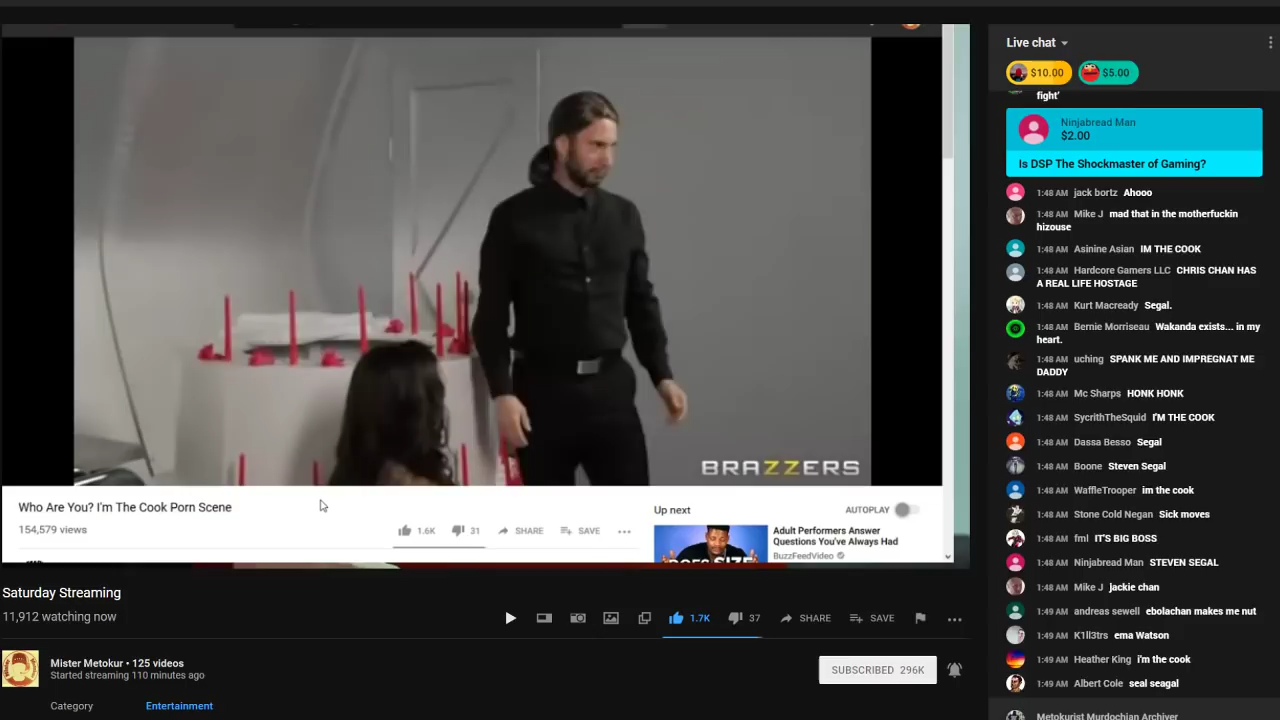 Live chat
$10.00
$5.00
fight'
Ninjabread Man
$2.00
Is DSP The Shockmaster of Gaming?
1:48 AM jack bortz Ahooo
1:48 AM Mike J mad that in the motherfuckin
hizouse
1:48 AM Asinine Asian IM THE COOK
1:48 AM Hardcore Gamers LLC CHRIS CHAN HAS
A REAL LIFE HOSTAGE
1:48 AM Kurt Macready Segal.
1:48 AM Bernie Morriseau Wakanda exists... in my
heart.
1:48 AM uching SPANK ME AND IMPREGNAT ME
DADDY
1:48 AM Mc Sharps HONK HONK
1:48 AM SycrithTheSquid I'M THE COOK
1:48 AM Dassa Besso Segal
1:48 AM Boone Steven Segal
1:48 AM WaffleTrooper im the cook
1:48 AM Stone Cold Negan Sick moves
1:48 AM fml IT'S BIG BOSS
1:48 AM Ninjabread Man STEVEN SEGAL
1:48 AM Mike J jackie chan
1:49 AM andreas sewell ebolachan makes me nut
1:49 AM K1ll3trs ema Watson
1:49 AM Heather King i'm the cook
1:49 AM Albert Cole seal seagal
Metokurist Murdochian Archiver
BRAZZERS
Who Are You? I'm The Cook Porn Scene
154,579 views
1.6K 31 SHARE SAVE
Up next
AUTOPLAY
Adult Performers Answer
Questions You've Always Had
BuzzFeedVideo
DOES SIZE
Saturday Streaming
11,912 watching now
1.7K 37 SHARE SAVE
Mister Metokur • 125 videos
Started streaming 110 minutes ago
SUBSCRIBED 296K
Category Entertainment